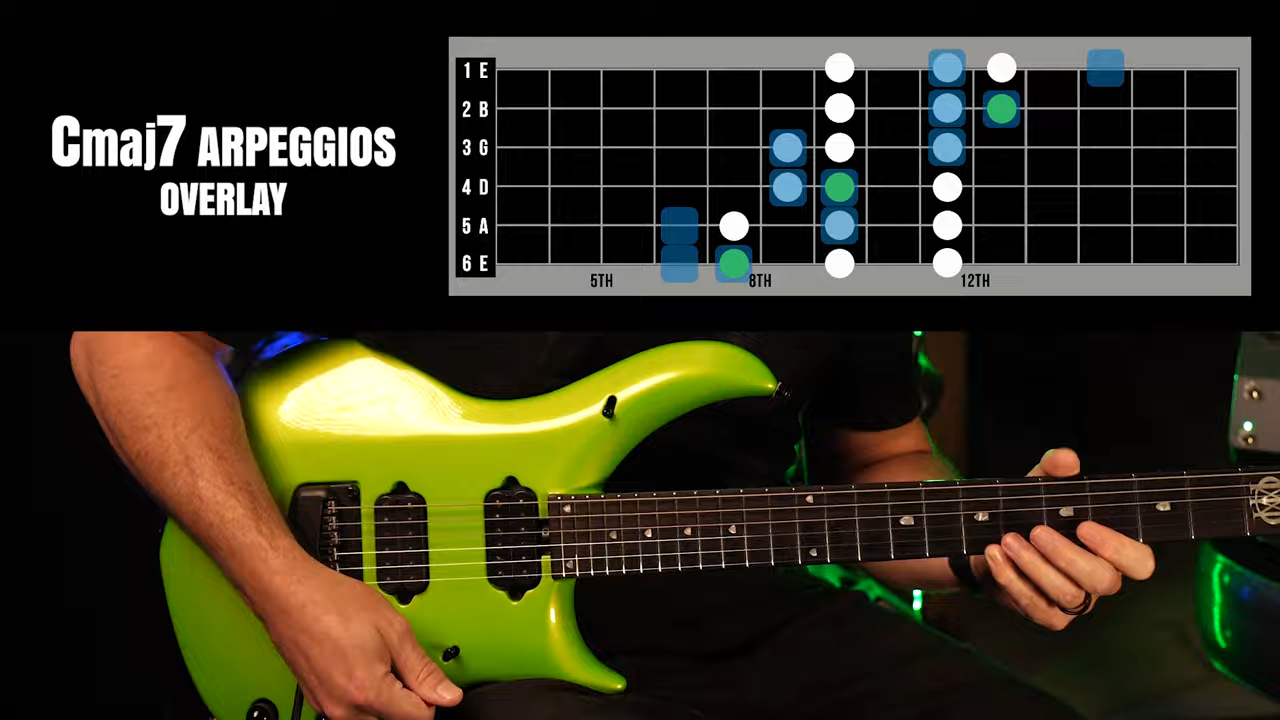 Cmaj7 ARPEGGIOS
OVERLAY
1 E
2 B
3 G
4 D
5 A
6 E
5TH 8TH 12TH